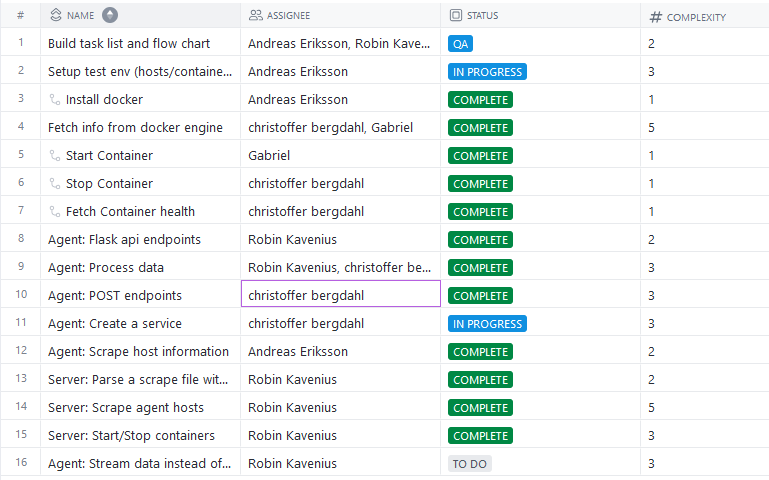 # NAME ASSIGNEE STATUS COMPLEXITY
1 Build task list and flow chart Andreas Eriksson, Robin Kave... QA 2
2 Setup test env (hosts/containe... Andreas Eriksson IN PROGRESS 3
3 Install docker Andreas Eriksson COMPLETE 1
4 Fetch info from docker engine christoffer bergdahl, Gabriel COMPLETE 5
5 Start Container Gabriel COMPLETE 1
6 Stop Container christoffer bergdahl COMPLETE 1
7 Fetch Container health christoffer bergdahl COMPLETE 1
8 Agent: Flask api endpoints Robin Kavenius COMPLETE 2
9 Agent: Process data Robin Kavenius, christoffer be... COMPLETE 3
10 Agent: POST endpoints christoffer bergdahl COMPLETE 3
11 Agent: Create a service christoffer bergdahl IN PROGRESS 3
12 Agent: Scrape host information Andreas Eriksson COMPLETE 2
13 Server: Parse a scrape file wit... Robin Kavenius COMPLETE 2
14 Server: Scrape agent hosts Robin Kavenius COMPLETE 5
15 Server: Start/Stop containers Robin Kavenius COMPLETE 3
16 Agent: Stream data instead of... Robin Kavenius TO DO 3